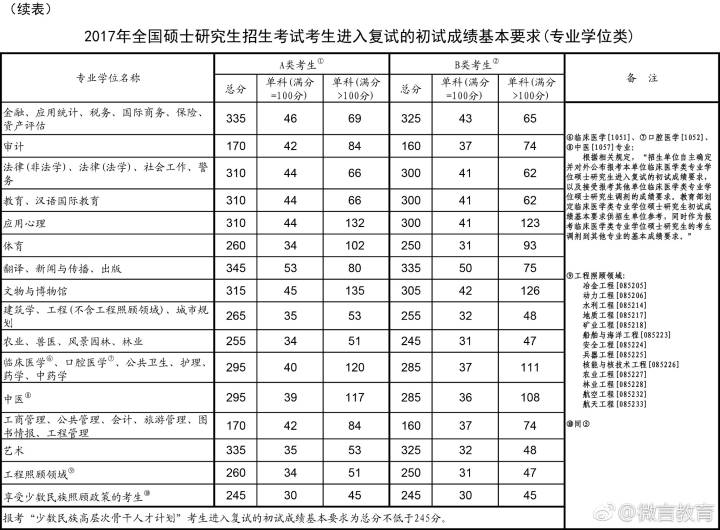 (续表)
2017年全国硕士研究生招生考试考生进入复试的初试成绩基本要求(专业学位类)
专业学位名称 A类考生① B类考生② 备 注
总分 单科(满分=100分) 单科(满分>100分) 总分 单科(满分=100分) 单科(满分>100分)
金融、应用统计、税务、国际商务、保险、
资产评估 335 46 69 325 43 65
审计 170 42 84 160 37 74
法律(非法学)、法律(法学)、社会工作、警
务 310 44 66 300 41 62
教育、汉语国际教育 310 44 66 300 41 62
应用心理 310 44 132 300 41 123
体育 260 34 102 250 31 93
翻译、新闻与传播、出版 345 53 80 335 50 75
文物与博物馆 315 45 135 305 42 126
建筑学、工程(不含工程照顾领域)、城市规
划 265 35 53 255 32 48
农业、兽医、风景园林、林业 255 34 51 245 31 47
临床医学⑥、口腔医学⑦、公共卫生、护理、
药学、中药学 295 40 120 285 37 111
中医⑧ 295 39 117 285 36 108
工商管理、公共管理、会计、旅游管理、图
书情报、工程管理 170 42 84 160 37 74
艺术 335 35 53 325 32 48
工程照顾领域⑨ 260 34 51 250 31 47
享受少数民族照顾政策的考生⑩ 245 30 45 245 30 45
报考“少数民族高层次骨干人才计划”考生进入复试的初试成绩基本要求为总分不低于245分。
⑥临床医学[1051]、⑦口腔医学[1052]、
⑧中医[1057]专业:
根据相关规定，“招生单位自主确定
并对外公布报考本单位临床医学类专业学
位硕士研究生进入复试的初试成绩要求，
以及接受报考其他单位临床医学类专业学
位硕士研究生调剂的成绩要求。教育部划
定临床医学类专业学位硕士研究生初试成
绩基本要求供招生单位参考，同时作为报
考临床医学类专业学位硕士研究生的考生
调剂到其他专业的基本成绩要求。”
⑨工程照顾领域:
冶金工程[085205]
动力工程[085206]
水利工程[085214]
地质工程[085217]
矿业工程[085218]
船舶与海洋工程[085223]
安全工程[085224]
兵器工程[085225]
核能与核技术工程[085226]
农业工程[085227]
林业工程[085228]
航空工程[085232]
航天工程[085233]
⑩同⑤
@微言教育